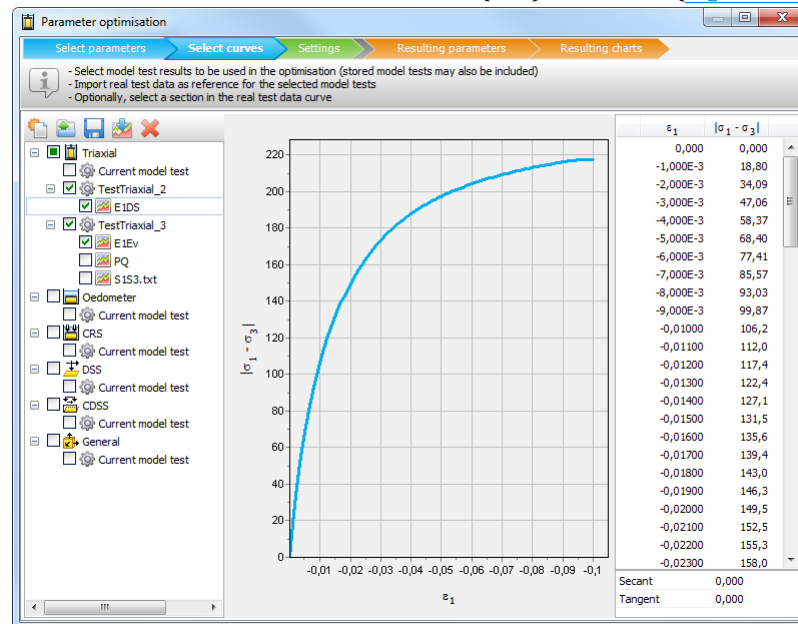 Parameter optimisation
Select parameters Select curves Settings Resulting parameters Resulting charts
- Select model test results to be used in the optimisation (stored model tests may also be included)
- Import real test data as reference for the selected model tests
- Optionally, select a section in the real test data curve
Triaxial
Current model test
TestTriaxial_2
E1DS
TestTriaxial_3
E1Ev
PQ
S1S3.txt
Oedometer
Current model test
CRS
Current model test
DSS
Current model test
CDSS
Current model test
General
Current model test
|σ1 - σ3|
220
200
180
160
140
120
100
80
60
40
20
0
-0,01 -0,02 -0,03 -0,04 -0,05 -0,06 -0,07 -0,08 -0,09 -0,1
ε1
ε1 |σ1 - σ3|
0,000 0,000
-1,000E-3 18,80
-2,000E-3 34,09
-3,000E-3 47,06
-4,000E-3 58,37
-5,000E-3 68,40
-6,000E-3 77,41
-7,000E-3 85,57
-8,000E-3 93,03
-9,000E-3 99,87
-0,01000 106,2
-0,01100 112,0
-0,01200 117,4
-0,01300 122,4
-0,01400 127,1
-0,01500 131,5
-0,01600 135,6
-0,01700 139,4
-0,01800 143,0
-0,01900 146,3
-0,02000 149,5
-0,02100 152,5
-0,02200 155,3
-0,02300 158,0
Secant 0,000
Tangent 0,000